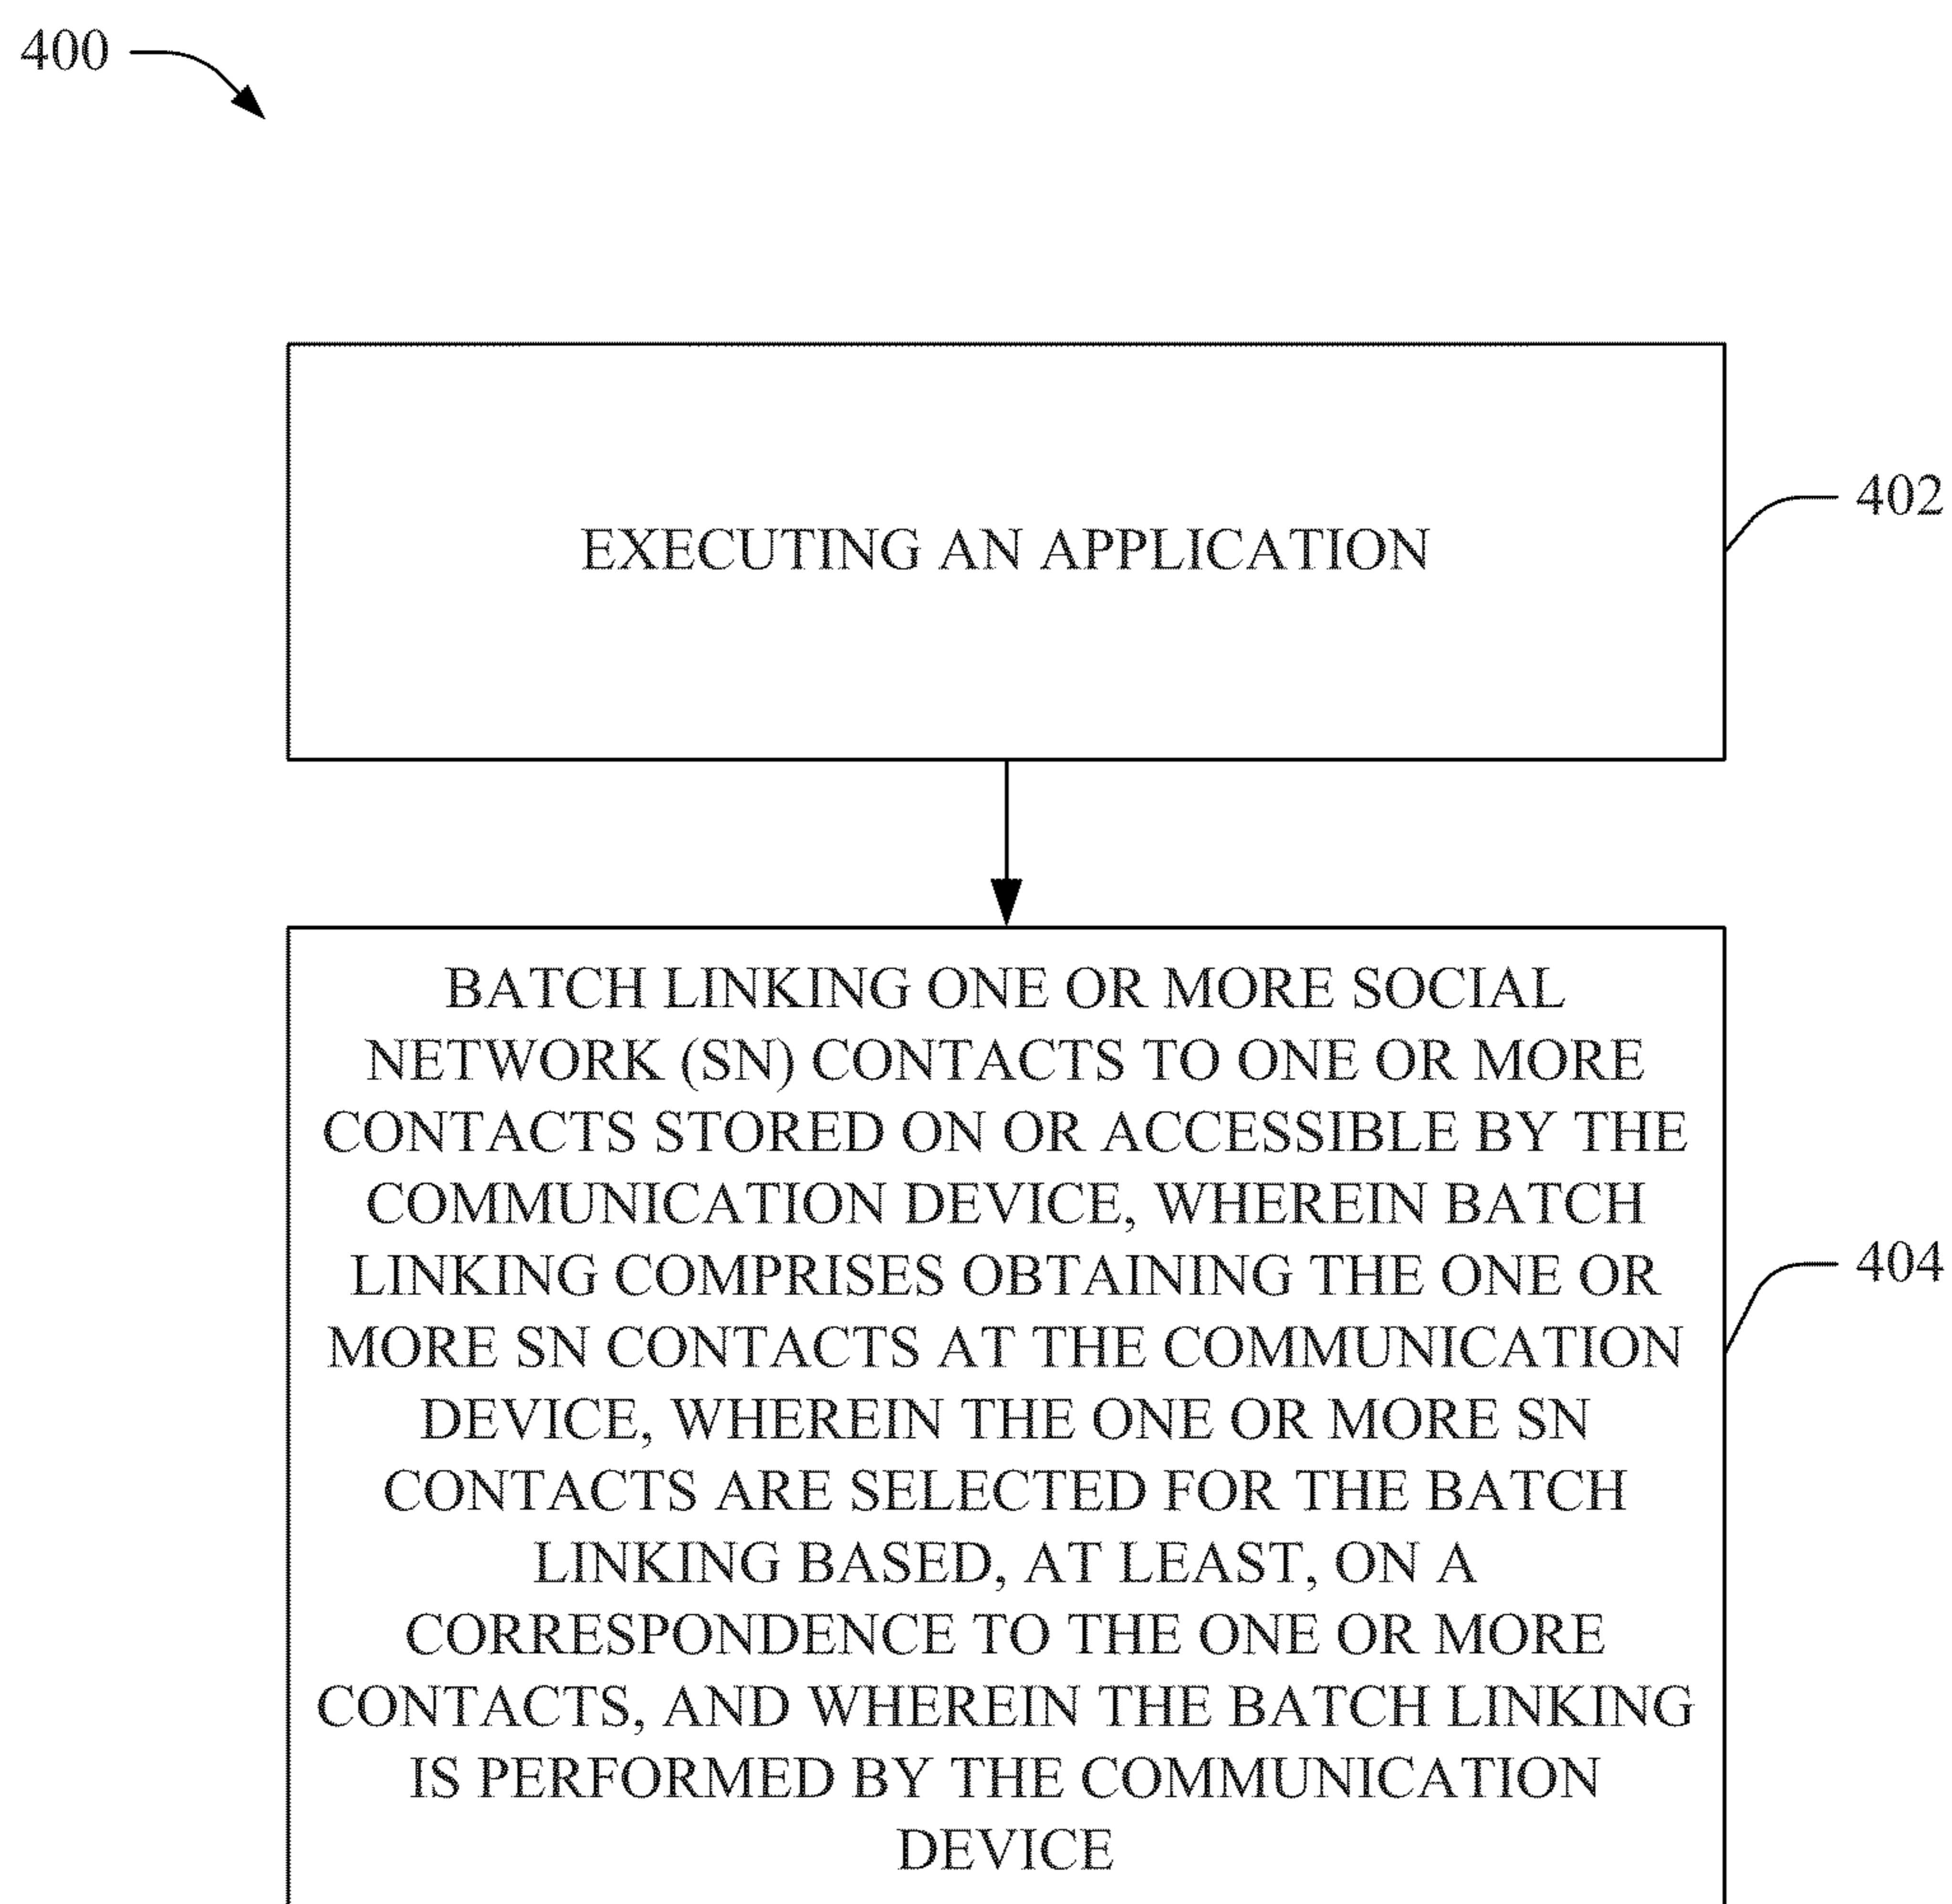 400
EXECUTING AN APPLICATION
402
BATCH LINKING ONE OR MORE SOCIAL
NETWORK (SN) CONTACTS TO ONE OR MORE
CONTACTS STORED ON OR ACCESSIBLE BY THE
COMMUNICATION DEVICE, WHEREIN BATCH
LINKING COMPRISES OBTAINING THE ONE OR
MORE SN CONTACTS AT THE COMMUNICATION
DEVICE, WHEREIN THE ONE OR MORE SN
CONTACTS ARE SELECTED FOR THE BATCH
LINKING BASED, AT LEAST, ON A
CORRESPONDENCE TO THE ONE OR MORE
CONTACTS, AND WHEREIN THE BATCH LINKING
IS PERFORMED BY THE COMMUNICATION
DEVICE
404